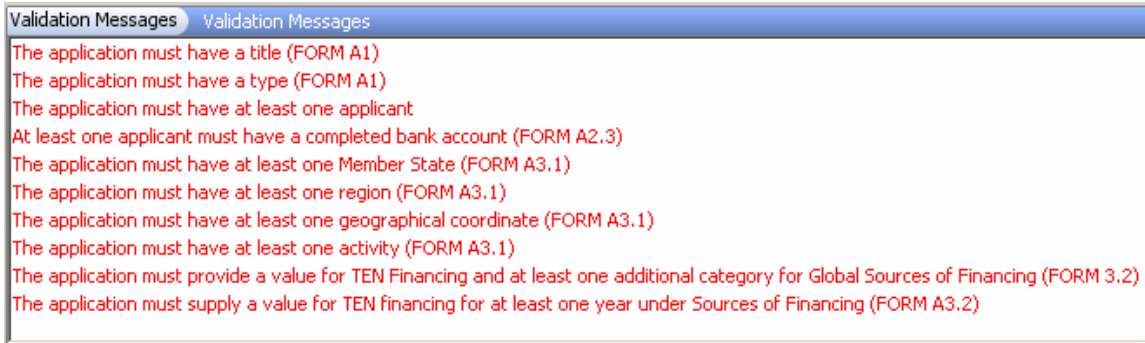 Validation Messages Validation Messages
The application must have a title (FORM A1)
The application must have a type (FORM A1)
The application must have at least one applicant
At least one applicant must have a completed bank account (FORM A2.3)
The application must have at least one Member State (FORM A3.1)
The application must have at least one region (FORM A3.1)
The application must have at least one geographical coordinate (FORM A3.1)
The application must have at least one activity (FORM A3.1)
The application must provide a value for TEN Financing and at least one additional category for Global Sources of Financing (FORM 3.2)
The application must supply a value for TEN financing for at least one year under Sources of Financing (FORM A3.2)